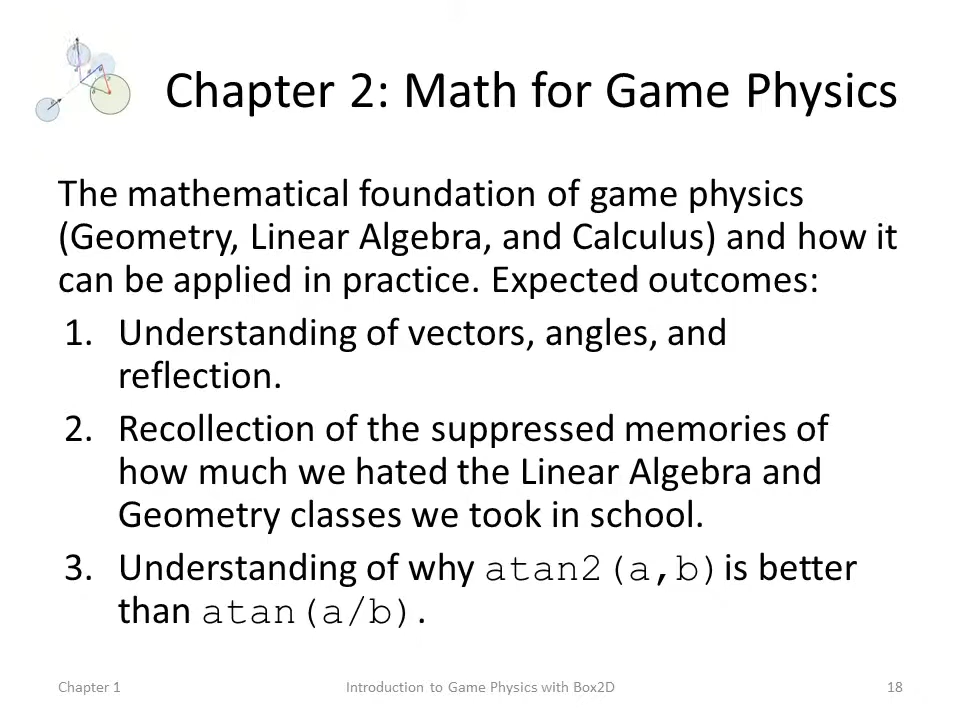 Chapter 2: Math for Game Physics
The mathematical foundation of game physics
(Geometry, Linear Algebra, and Calculus) and how it
can be applied in practice. Expected outcomes:
1. Understanding of vectors, angles, and
reflection.
2. Recollection of the suppressed memories of
how much we hated the Linear Algebra and
Geometry classes we took in school.
3. Understanding of why atan2(a,b)is better
than atan(a/b).
Chapter 1 Introduction to Game Physics with Box2D 18